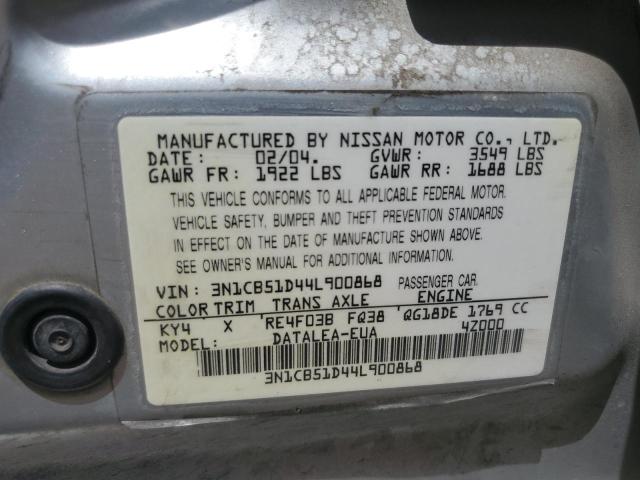 MANUFACTURED BY NISSAN MOTOR CO., LTD.
DATE: 02/04. GVWR: 3549 LBS
GAWR FR: 1922 LBS GAWR RR: 1688 LBS
THIS VEHICLE CONFORMS TO ALL APPLICABLE FEDERAL MOTOR.
VEHICLE SAFETY, BUMPER AND THEFT PREVENTION STANDARDS
IN EFFECT ON THE DATE OF MANUFACTURE SHOWN ABOVE.
SEE OWNER'S MANUAL FOR ADDITIONAL INFORMATION.
VIN: 3N1CB51D44L900868 PASSENGER CAR.
COLOR TRIM TRANS AXLE ENGINE
KY4 X RE4F03B FQ38 QG18DE 1769 CC
MODEL: DATALEA-EUA 4Z000
3N1CB51D44L900868